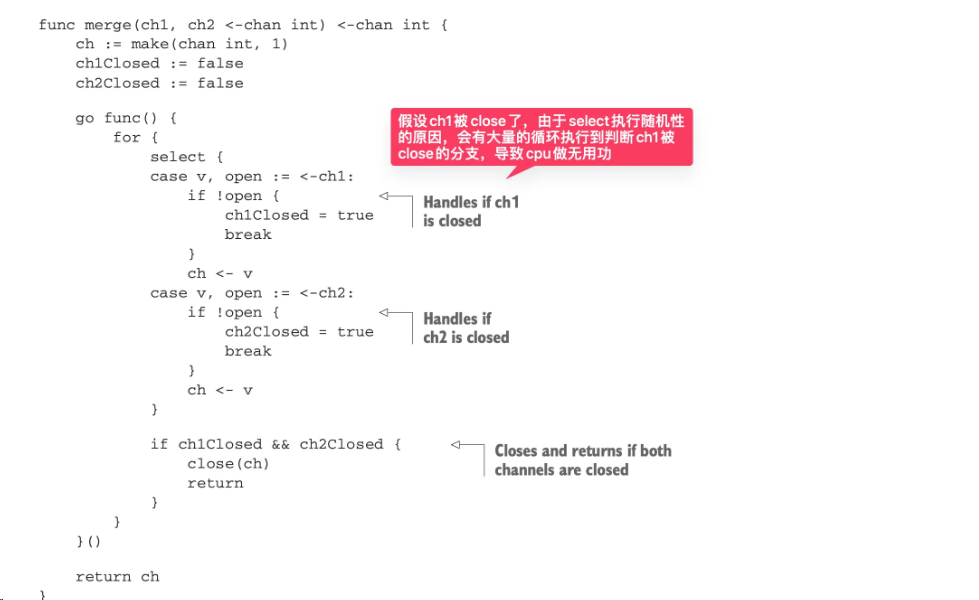 func merge(ch1, ch2 <-chan int) <-chan int {
    ch := make(chan int, 1)
    ch1Closed := false
    ch2Closed := false

    go func() {
        for {
            select {
            case v, open := <-ch1:
                if !open {
                    ch1Closed = true
                    break
                }
                ch <- v
            case v, open := <-ch2:
                if !open {
                    ch2Closed = true
                    break
                }
                ch <- v
            }

            if ch1Closed && ch2Closed {
                close(ch)
                return
            }
        }
    }()

    return ch
}
假设ch1被close了，由于select执行随机性
的原因，会有大量的循环执行到判断ch1被
close的分支，导致cpu做无用功
Handles if ch1
is closed
Handles if
ch2 is closed
Closes and returns if both
channels are closed